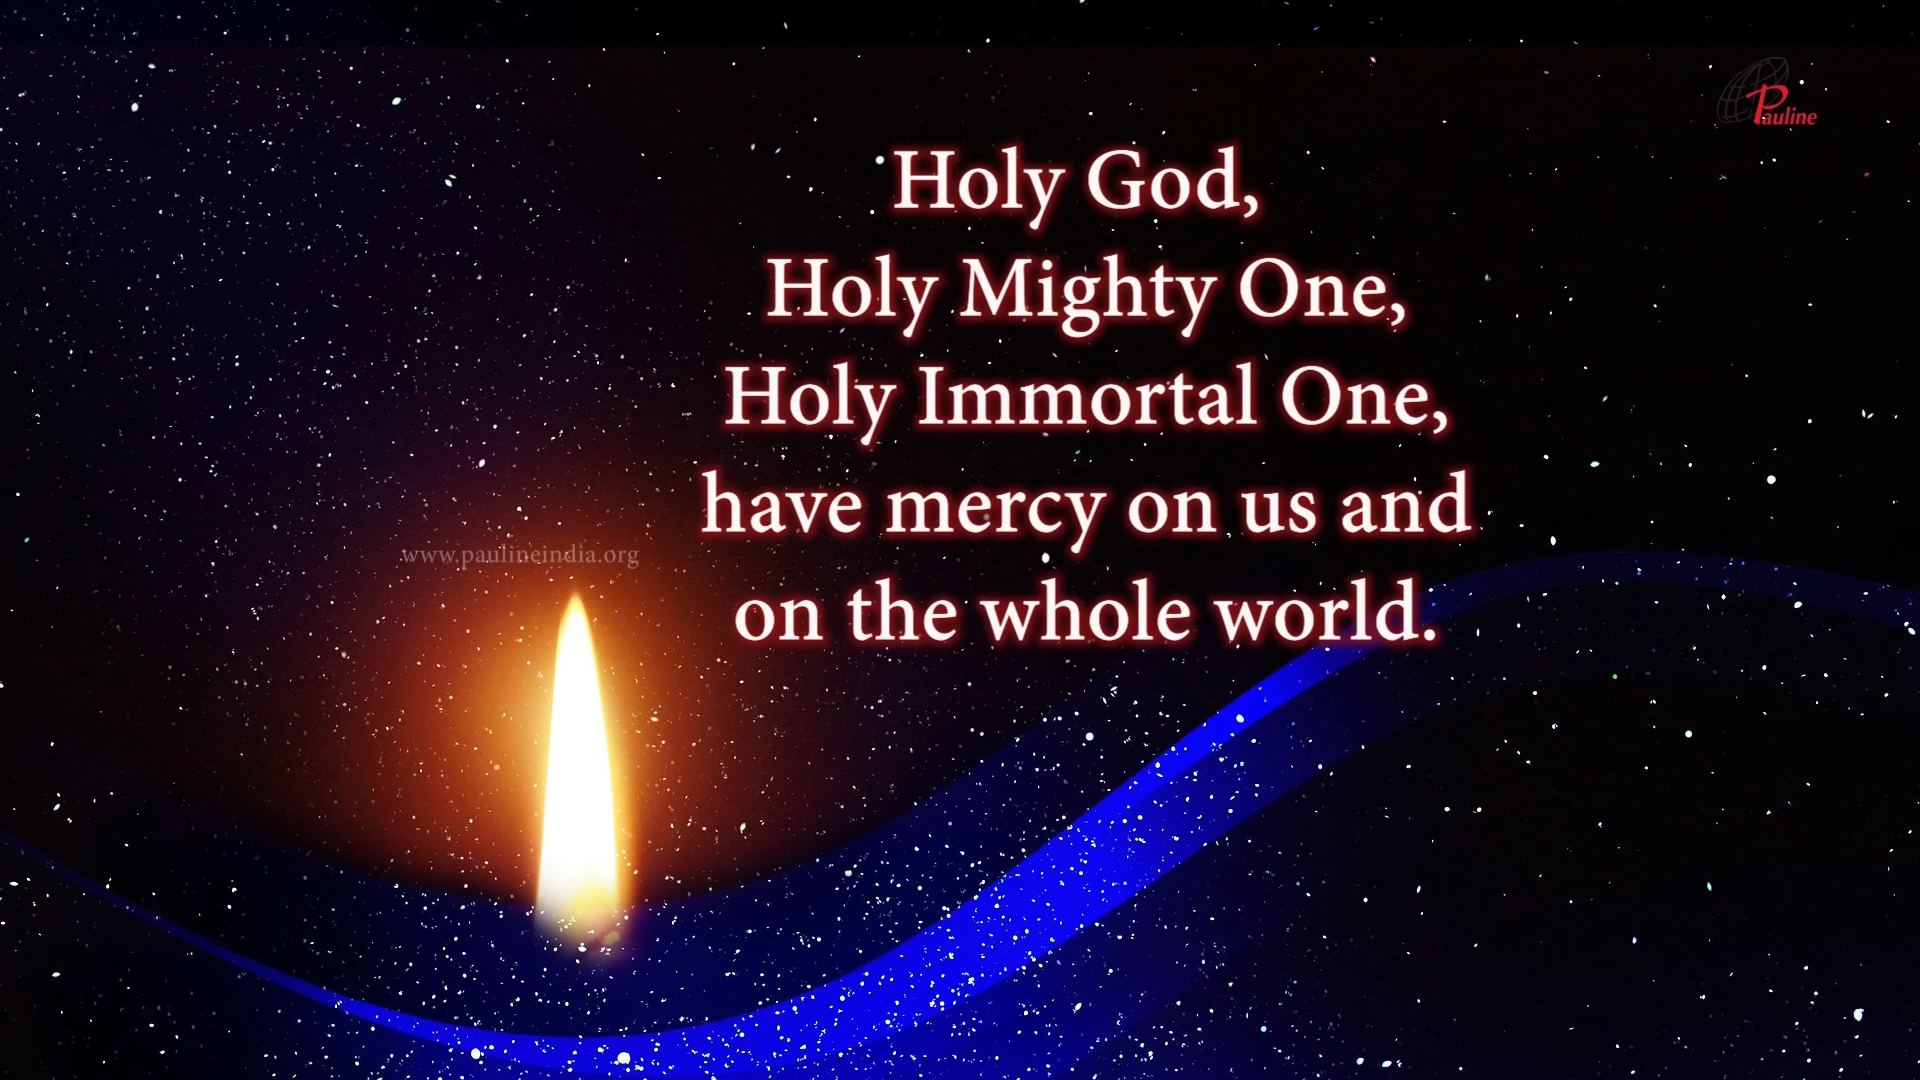 Pauline
Holy God,
Holy Mighty One,
Holy Immortal One,
have mercy on us and
on the whole world.
www.paulineindia.org